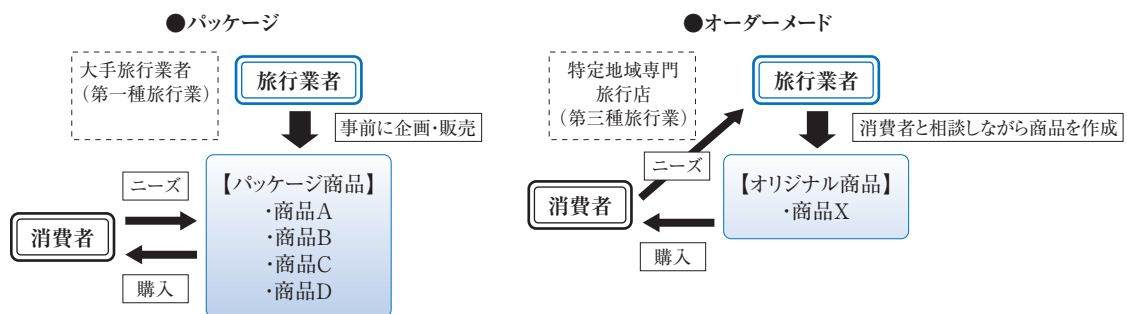 ●パッケージ
大手旅行業者
（第一種旅行業）
旅行業者
事前に企画・販売
ニーズ
【パッケージ商品】
・商品A
・商品B
・商品C
・商品D
消費者
購入
●オーダーメード
特定地域専門
旅行店
（第三種旅行業）
旅行業者
消費者と相談しながら商品を作成
ニーズ
【オリジナル商品】
・商品X
消費者
購入